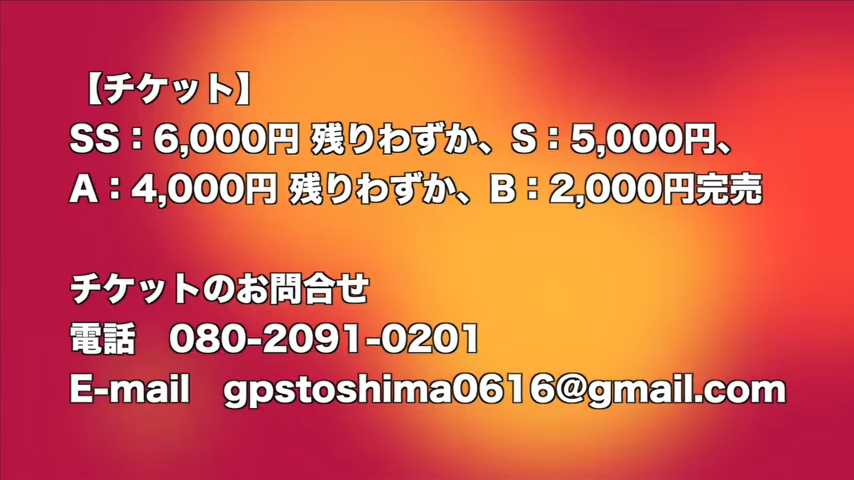 【チケット】
SS：6,000円 残りわずか、S：5,000円、
A：4,000円 残りわずか、B：2,000円完売
チケットのお問合せ
電話　080-2091-0201
E-mail　gpstoshima0616@gmail.com